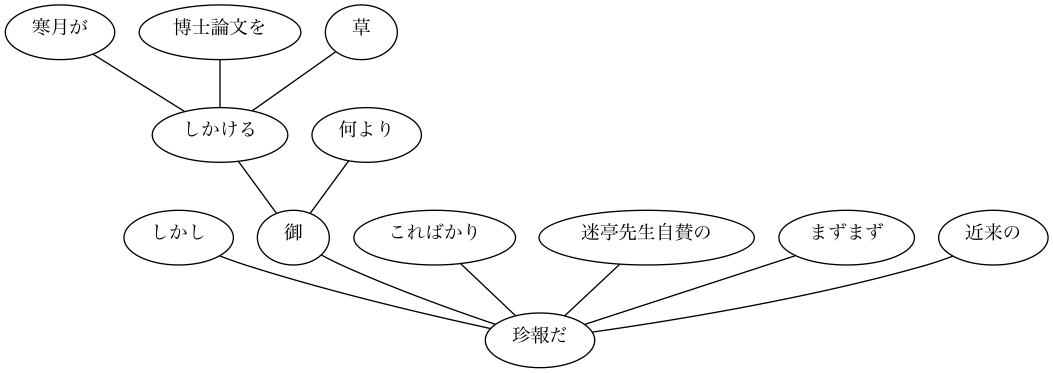 寒月が
博士論文を
草
しかける
何より
しかし
御
こればかり
迷亭先生自賛の
まずまず
近来の
珍報だ